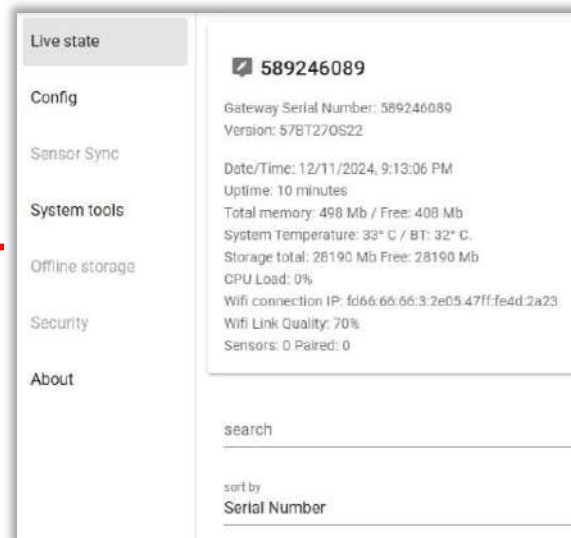 Live state
Config
Sensor Sync
System tools
Offline storage
Security
About
589246089
Gateway Serial Number: 589246089
Version: 57BT27OS22
Date/Time: 12/11/2024, 9:13:06 PM
Uptime: 10 minutes
Total memory: 498 Mb / Free: 408 Mb
System Temperature: 33° C / BT: 32° C.
Storage total: 28190 Mb Free: 28190 Mb
CPU Load: 0%
Wifi connection IP: fd66:66:66:3:2e05:47ff:fe4d:2a23
Wifi Link Quality: 70%
Sensors: 0 Paired: 0
search
sort by
Serial Number